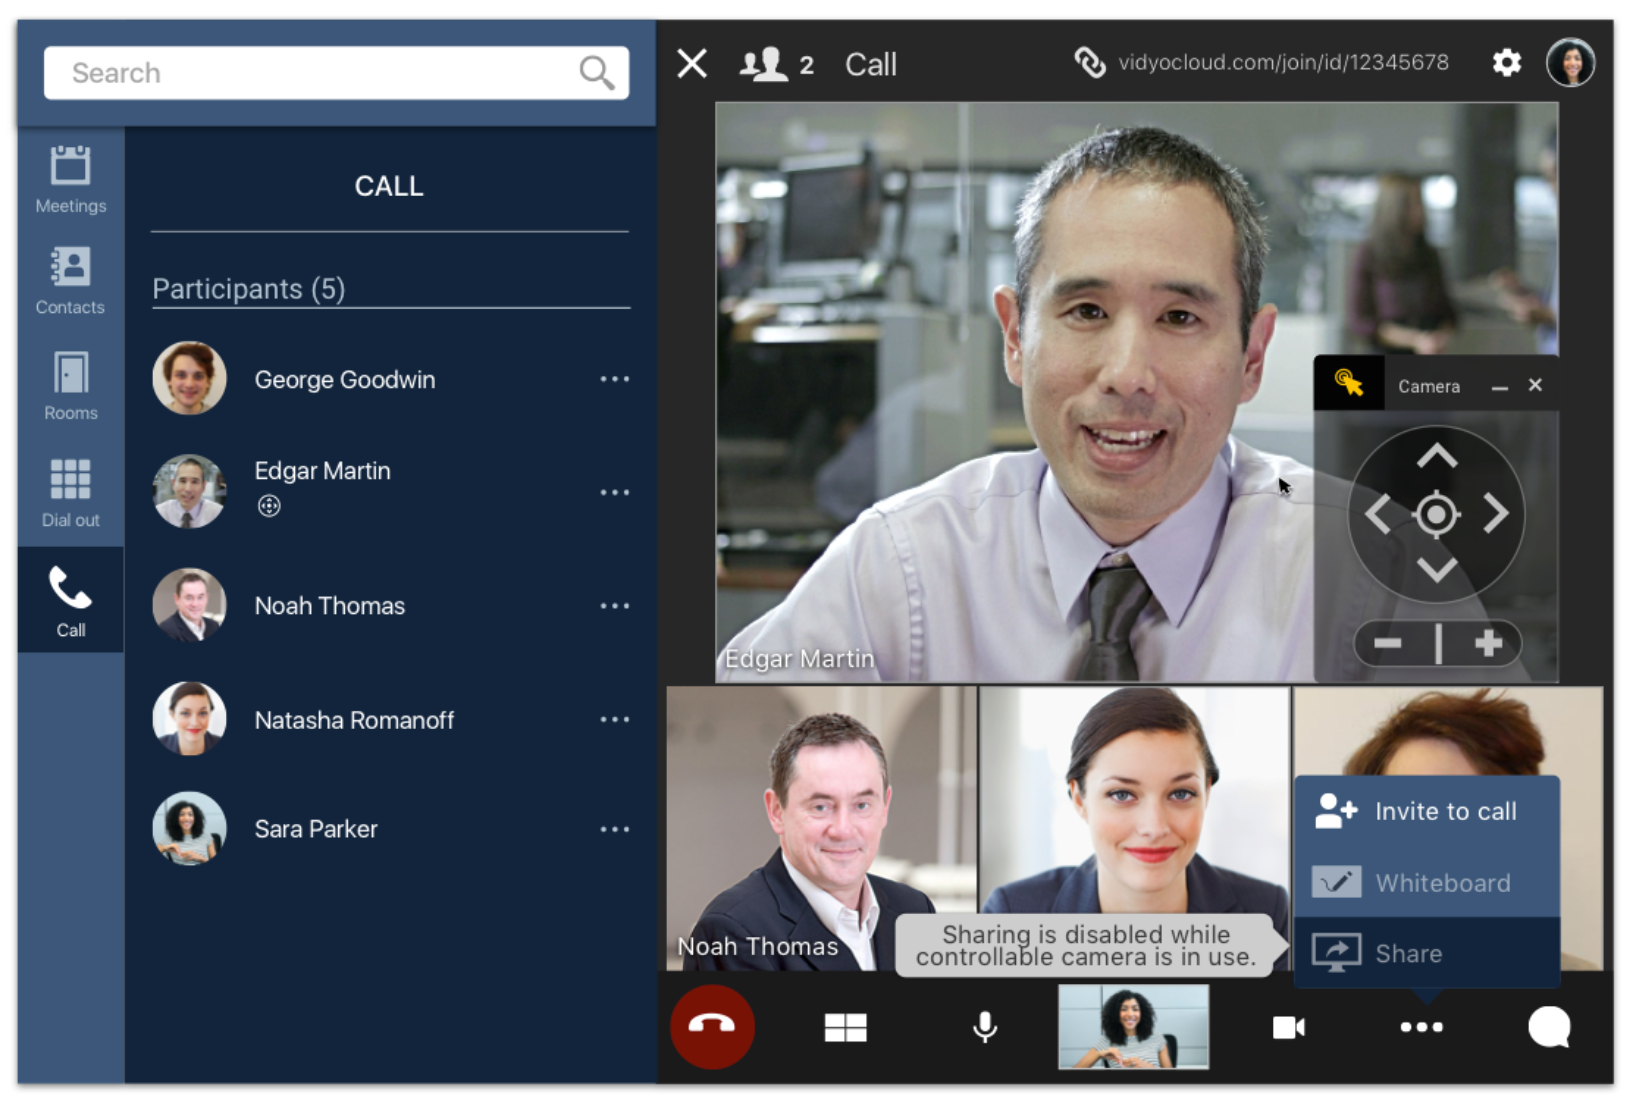 Search
2
Call
vidyocloud.com/join/id/12345678
Meetings
Contacts
Rooms
Dial out
Call
CALL
Participants (5)
George Goodwin
Edgar Martin
Noah Thomas
Natasha Romanoff
Sara Parker
Camera
Edgar Martin
Noah Thomas
Invite to call
Whiteboard
Share
Sharing is disabled while
controllable camera is in use.